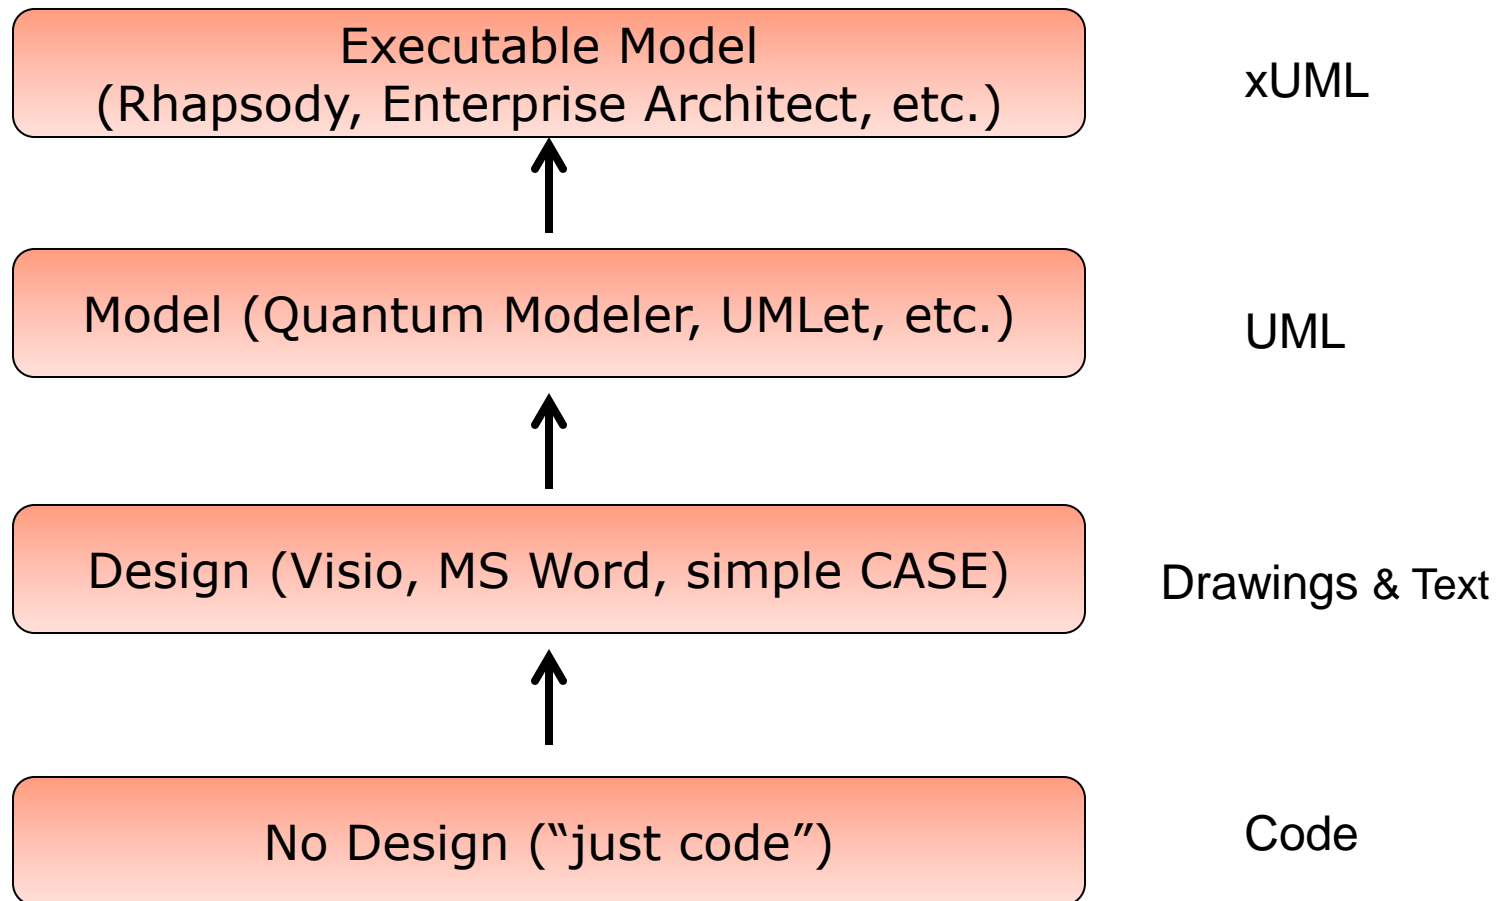 Executable Model
(Rhapsody, Enterprise Architect, etc.)
xUML
Model (Quantum Modeler, UMLet, etc.)
UML
Design (Visio, MS Word, simple CASE)
Drawings & Text
No Design (“just code”)
Code